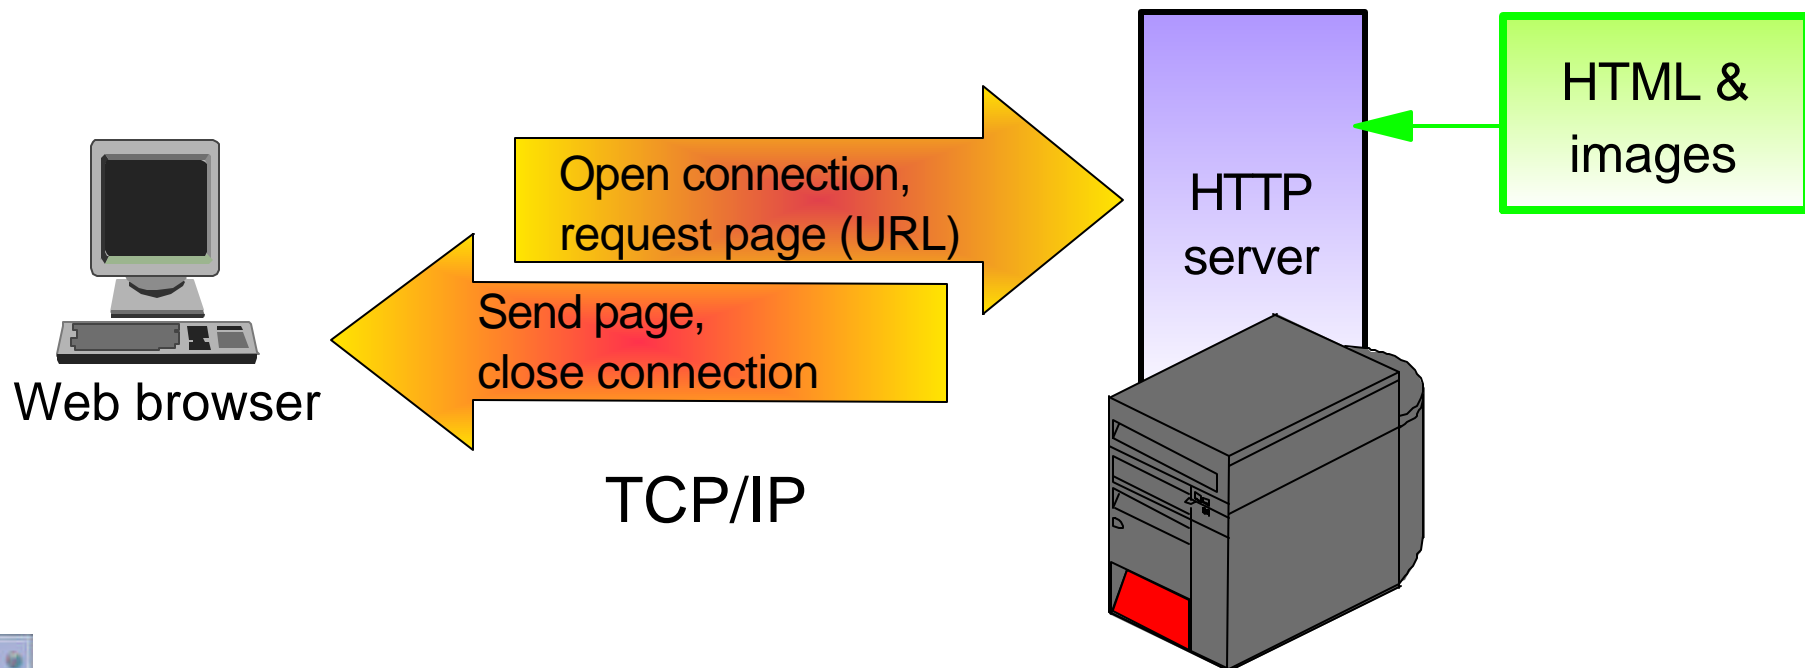 HTML &
images
Open connection,
request page (URL)
HTTP
server
Send page,
close connection
Web browser
TCP/IP